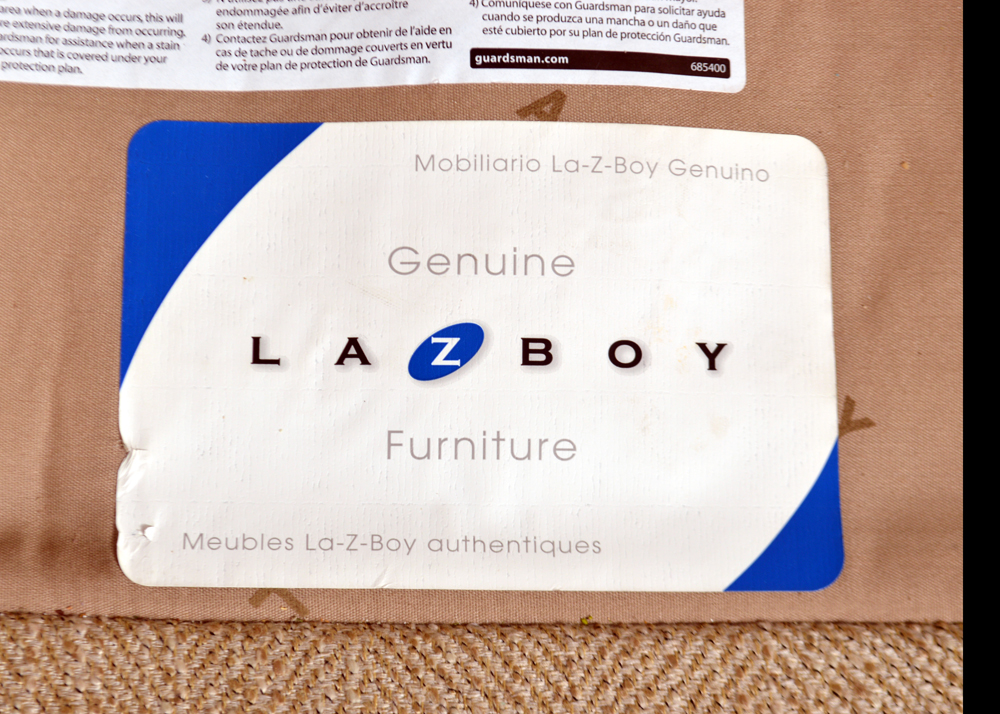 area when a damage occurs, this will
extensive damage from occurring.
for assistance when a stain
occurs that is covered under your
protection plan.
endommagée afin d'éviter d'accroître
son étendue.
4) Contactez Guardsman pour obtenir de l'aide en
cas de tache ou de dommage couverts en vertu
de votre plan de protection de Guardsman.
4) Comuníquese con Guardsman para solicitar ayuda
cuando se produzca una mancha o un daño que
esté cubierto por su plan de protección Guardsman.
guardsman.com 685400
Mobiliario La-Z-Boy Genuino
Genuine
LA Z BOY
Furniture
Meubles La-Z-Boy authentiques